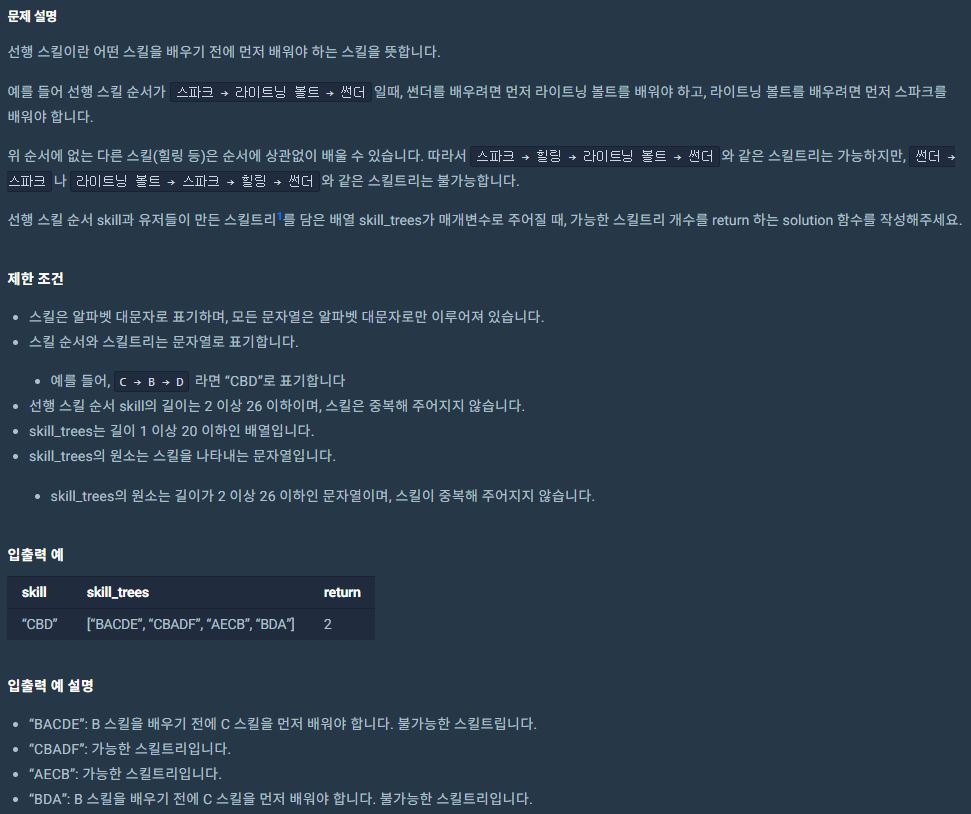 문제 설명
선행 스킬이란 어떤 스킬을 배우기 전에 먼저 배워야 하는 스킬을 뜻합니다.
예를 들어 선행 스킬 순서가 스파크 → 라이트닝 볼트 → 썬더 일때, 썬더를 배우려면 먼저 라이트닝 볼트를 배워야 하고, 라이트닝 볼트를 배우려면 먼저 스파크를
배워야 합니다.
위 순서에 없는 다른 스킬(힐링 등)은 순서에 상관없이 배울 수 있습니다. 따라서 스파크 → 힐링 → 라이트닝 볼트 → 썬더 와 같은 스킬트리는 가능하지만, 썬더 →
스파크 나 라이트닝 볼트 → 스파크 → 힐링 → 썬더 와 같은 스킬트리는 불가능합니다.
선행 스킬 순서 skill과 유저들이 만든 스킬트리1를 담은 배열 skill_trees가 매개변수로 주어질 때, 가능한 스킬트리 개수를 return 하는 solution 함수를 작성해주세요.
제한 조건
• 스킬은 알파벳 대문자로 표기하며, 모든 문자열은 알파벳 대문자로만 이루어져 있습니다.
• 스킬 순서와 스킬트리는 문자열로 표기합니다.
• 예를 들어, C → B → D 라면 “CBD”로 표기합니다
• 선행 스킬 순서 skill의 길이는 2 이상 26 이하이며, 스킬은 중복해 주어지지 않습니다.
• skill_trees는 길이 1 이상 20 이하인 배열입니다.
• skill_trees의 원소는 스킬을 나타내는 문자열입니다.
• skill_trees의 원소는 길이가 2 이상 26 이하인 문자열이며, 스킬이 중복해 주어지지 않습니다.
입출력 예
skill skill_trees return
“CBD” [“BACDE”, “CBADF”, “AECB”, “BDA”] 2
입출력 예 설명
• “BACDE”: B 스킬을 배우기 전에 C 스킬을 먼저 배워야 합니다. 불가능한 스킬트립니다.
• “CBADF”: 가능한 스킬트리입니다.
• “AECB”: 가능한 스킬트리입니다.
• “BDA”: B 스킬을 배우기 전에 C 스킬을 먼저 배워야 합니다. 불가능한 스킬트리입니다.